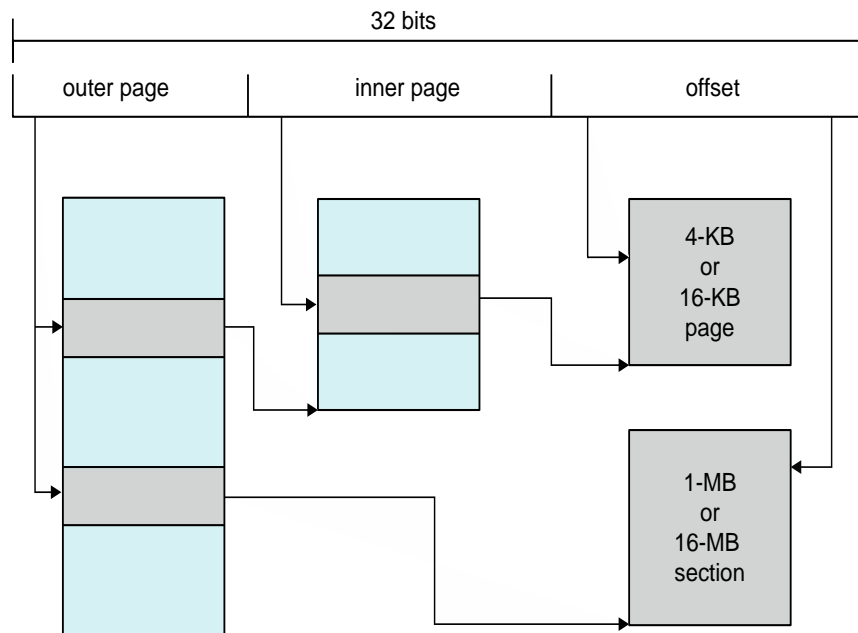 32 bits
outer page
inner page
offset
4-KB
or
16-KB
page
1-MB
or
16-MB
section